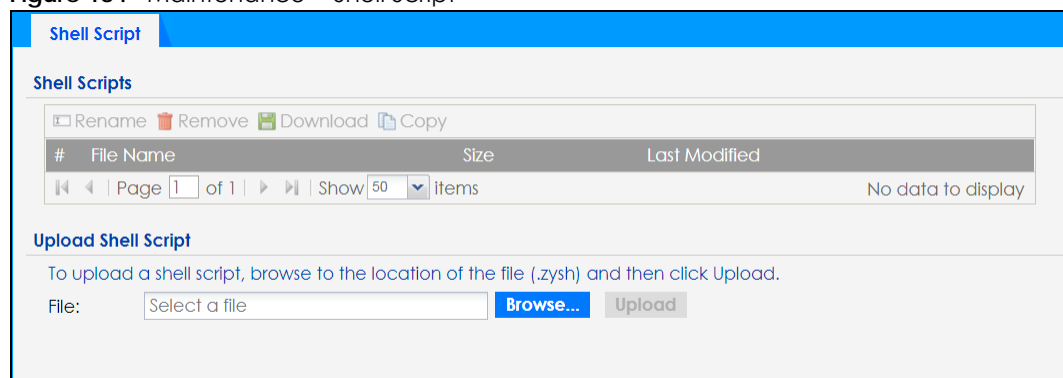 Shell Script
Shell Scripts
Rename Remove Download Copy
# File Name Size Last Modified
Page 1 of 1 Show 50 items No data to display
Upload Shell Script
To upload a shell script, browse to the location of the file (.zysh) and then click Upload.
File: Select a file Browse... Upload